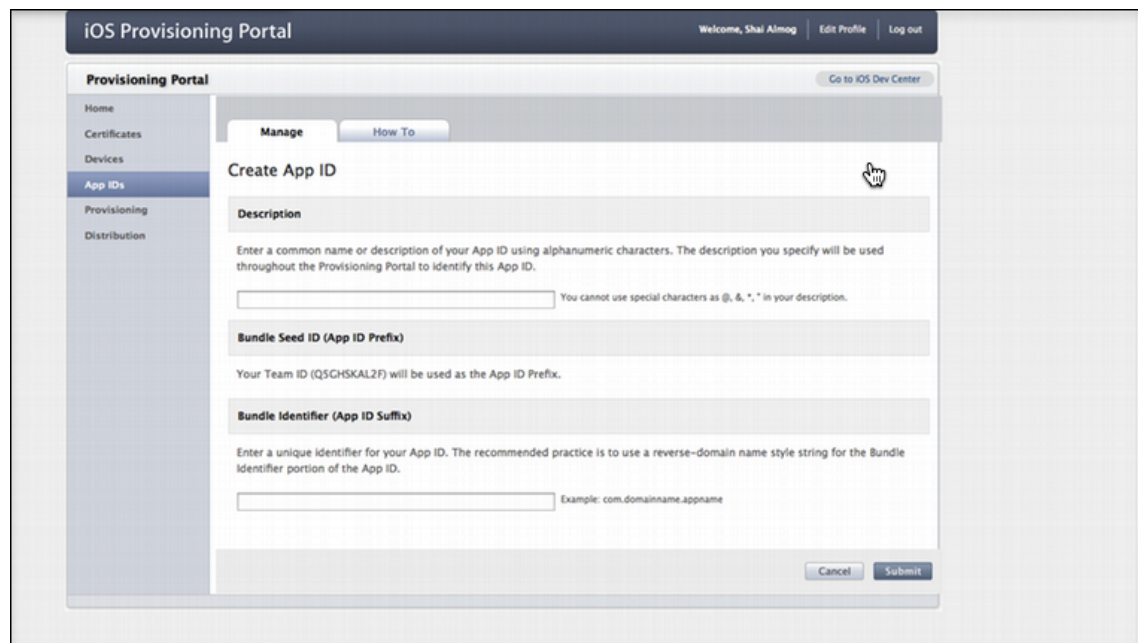 iOS Provisioning Portal
Welcome, Shai Almog
Edit Profile
Log out
Provisioning Portal
Go to iOS Dev Center
Home
Certificates
Devices
App IDs
Provisioning
Distribution
Manage
How To
Create App ID
Description
Enter a common name or description of your App ID using alphanumeric characters. The description you specify will be used
throughout the Provisioning Portal to identify this App ID.
You cannot use special characters as @, &, *, " in your description.
Bundle Seed ID (App ID Prefix)
Your Team ID (Q5GHSKAL2F) will be used as the App ID Prefix.
Bundle Identifier (App ID Suffix)
Enter a unique identifier for your App ID. The recommended practice is to use a reverse-domain name style string for the Bundle
Identifier portion of the App ID.
Example: com.domainname.appname
Cancel
Submit